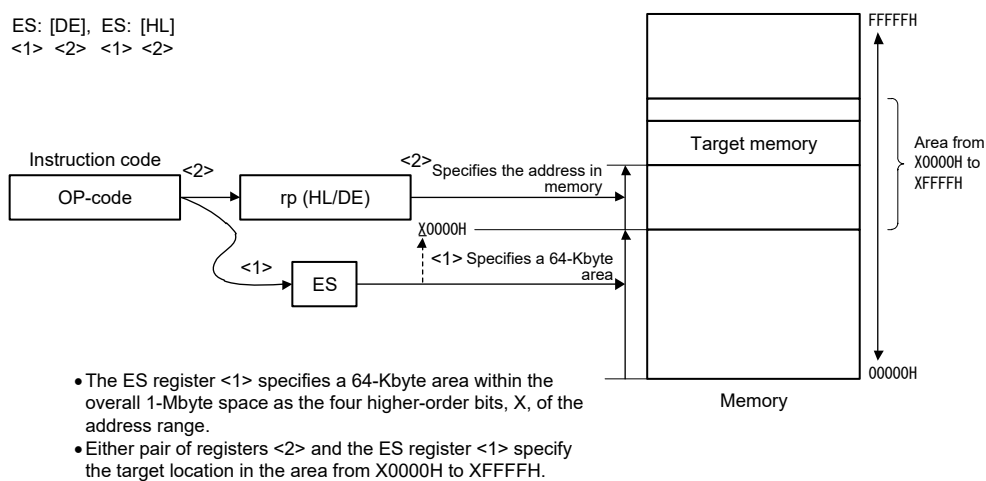 ES: [DE], ES: [HL]
<1> <2> <1> <2>
FFFFFH
Target memory
Area from
X0000H to
XFFFFH
Instruction code
OP-code
<2>
rp (HL/DE)
<2>
Specifies the address in
memory
X0000H
<1>
ES
<1> Specifies a 64-Kbyte
area
00000H
Memory
•The ES register <1> specifies a 64-Kbyte area within the
overall 1-Mbyte space as the four higher-order bits, X, of the
address range.
•Either pair of registers <2> and the ES register <1> specify
the target location in the area from X0000H to XFFFFH.